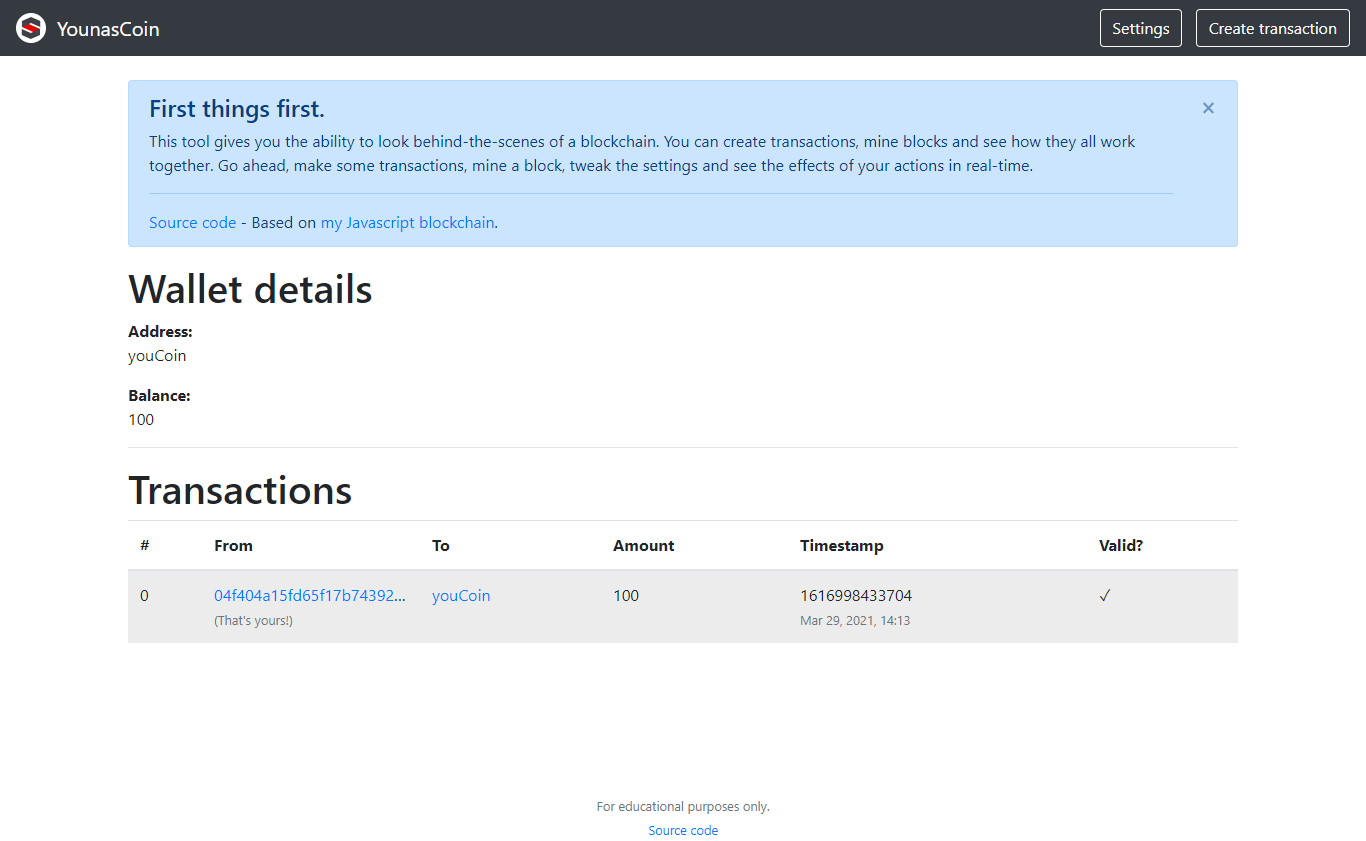 YounasCoin
Settings
Create transaction
First things first.
×
This tool gives you the ability to look behind-the-scenes of a blockchain. You can create transactions, mine blocks and see how they all work
together. Go ahead, make some transactions, mine a block, tweak the settings and see the effects of your actions in real-time.
Source code - Based on my Javascript blockchain.
Wallet details
Address:
youCoin
Balance:
100
Transactions
# From To Amount Timestamp Valid?
0 04f404a15fd65f17b74392... youCoin 100 1616998433704 ✓
(That's yours!) Mar 29, 2021, 14:13
For educational purposes only.
Source code